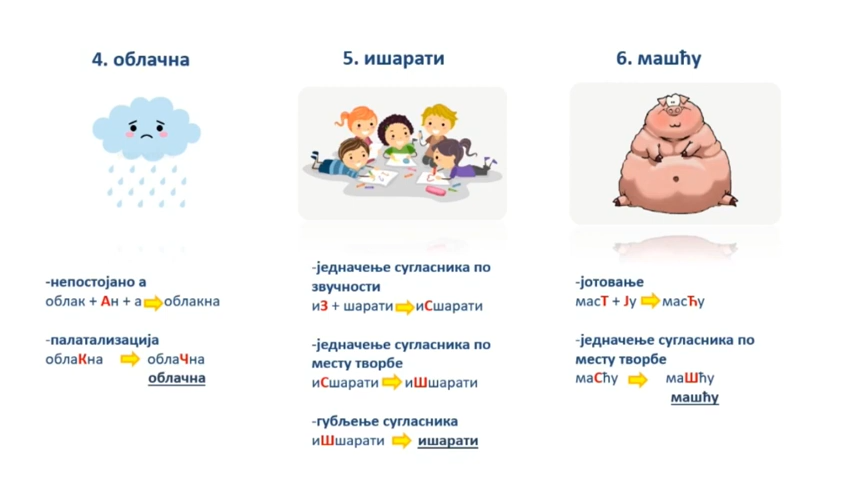 4. облачна
-непостојано а
облак + Ан + а облакна
-палатализација
облаКна облаЧна
облачна
5. ишарати
-једначење сугласника по
звучности
иЗ + шарати иСшарати
-једначење сугласника по
месту творбе
иСшарати иШшарати
-губљење сугласника
иШшарати ишарати
6. машћу
-јотовање
масТ + Ју масЋу
-једначење сугласника по
месту творбе
маСћу маШћу
машћу